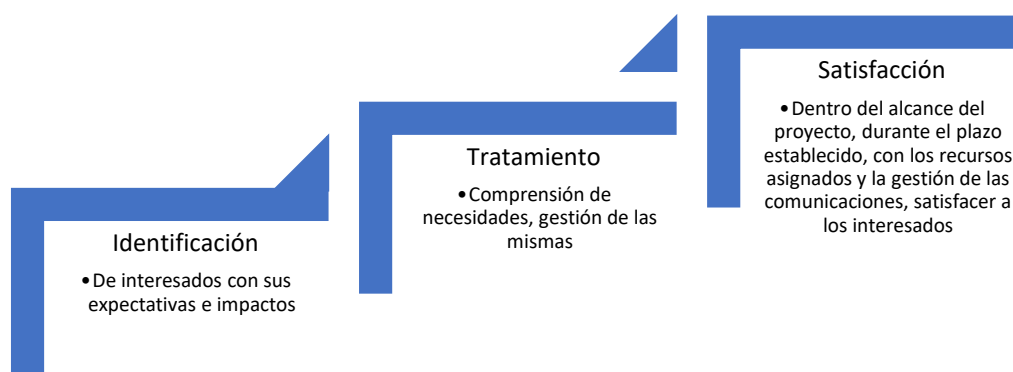 Identificación
•De interesados con sus
expectativas e impactos
Tratamiento
•Comprensión de
necesidades, gestión de las
mismas
Satisfacción
•Dentro del alcance del
proyecto, durante el plazo
establecido, con los recursos
asignados y la gestión de las
comunicaciones, satisfacer a
los interesados